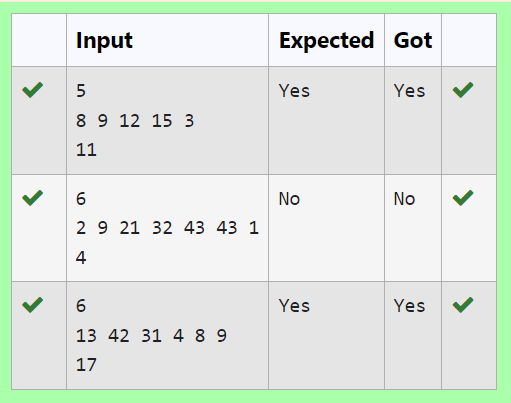 Input Expected Got
5 Yes Yes
8 9 12 15 3
11
6 No No
2 9 21 32 43 43 1
4
6 Yes Yes
13 42 31 4 8 9
17